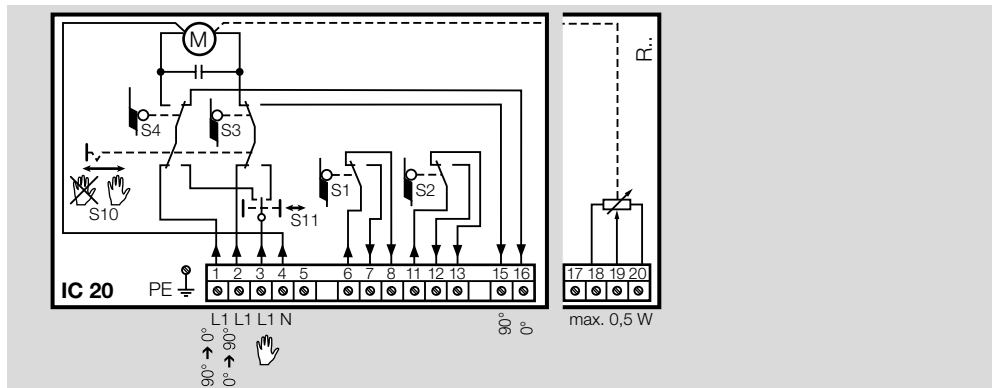 M
R..
S4
S3
S10
S1
S2
S11
1 2 3 4 5 6 7 8 11 12 13 15 16
17 18 19 20
IC 20
PE
L1 L1 L1 N
max. 0,5 W
90° → 0°
0° → 90°
90°
0°